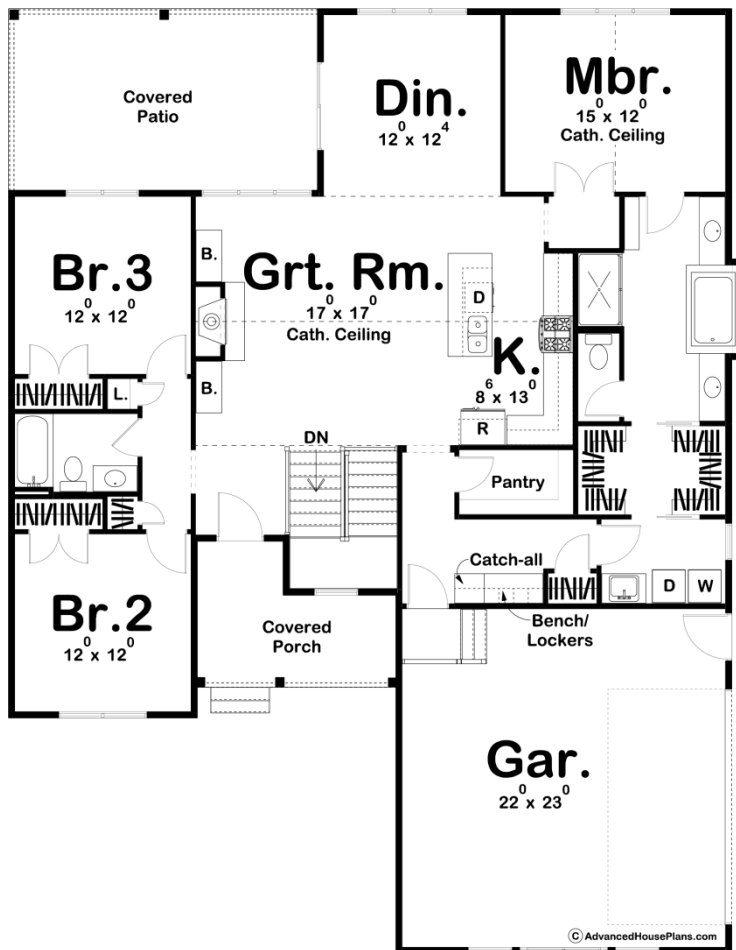 Covered
Patio
Din.
12⁰ x 12⁴
Mbr.
15⁰ x 12⁰
Cath. Ceiling
Br.3
12⁰ x 12⁰
B.
Grt. Rm.
17⁰ x 17⁰
Cath. Ceiling
D
K.
8⁶ x 13⁰
B.
L.
R
DN
Pantry
Catch-all
Bench/
Lockers
D
W
Br.2
12⁰ x 12⁰
Covered
Porch
Gar.
22⁰ x 23⁰
© AdvancedHousePlans.com